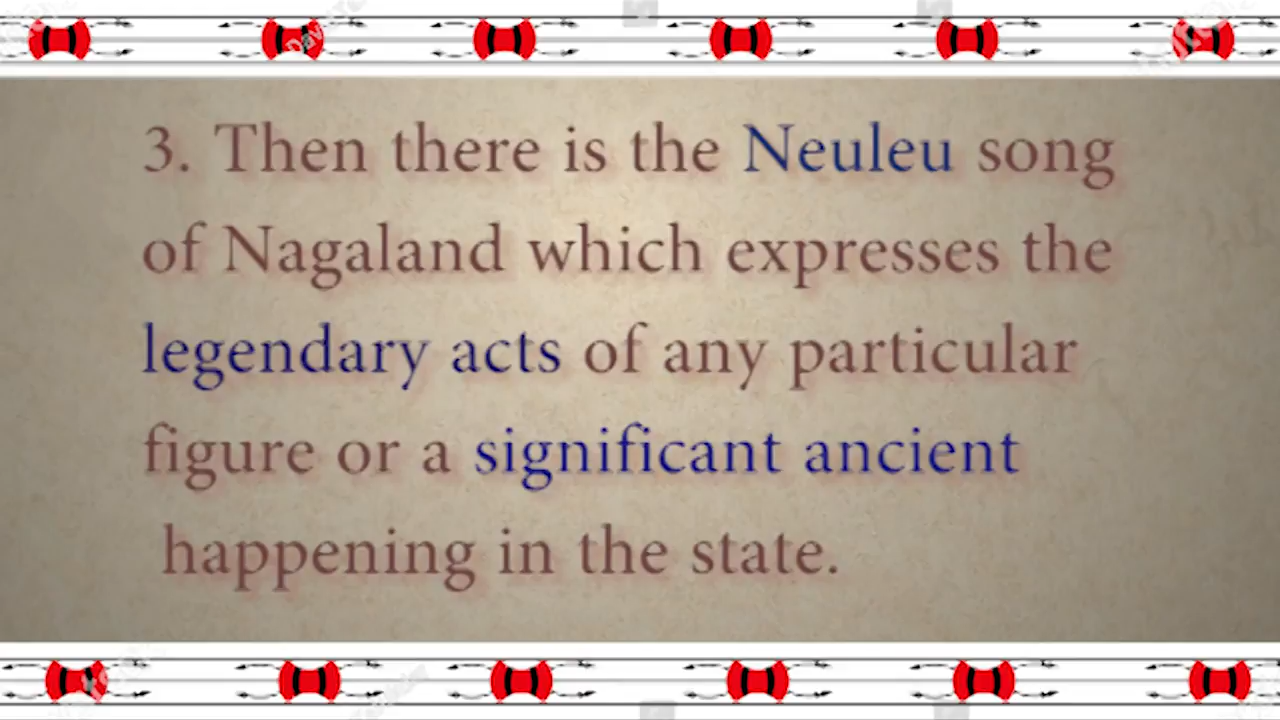 3. Then there is the Neuleu song
of Nagaland which expresses the
legendary acts of any particular
figure or a significant ancient
happening in the state.